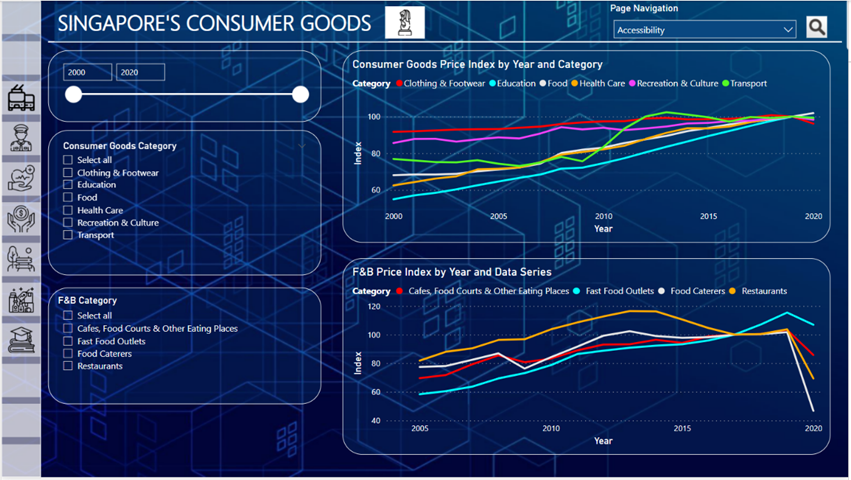 SINGAPORE'S CONSUMER GOODS
Page Navigation
Accessibility
2000 2020
Consumer Goods Category
Select all
Clothing & Footwear
Education
Food
Health Care
Recreation & Culture
Transport
F&B Category
Select all
Cafes, Food Courts & Other Eating Places
Fast Food Outlets
Food Caterers
Restaurants
Consumer Goods Price Index by Year and Category
Category Clothing & Footwear Education Food Health Care Recreation & Culture Transport
100
80
60
Index
2000 2005 2010 2015 2020
Year
F&B Price Index by Year and Data Series
Category Cafes, Food Courts & Other Eating Places Fast Food Outlets Food Caterers Restaurants
120
100
80
60
40
Index
2005 2010 2015 2020
Year